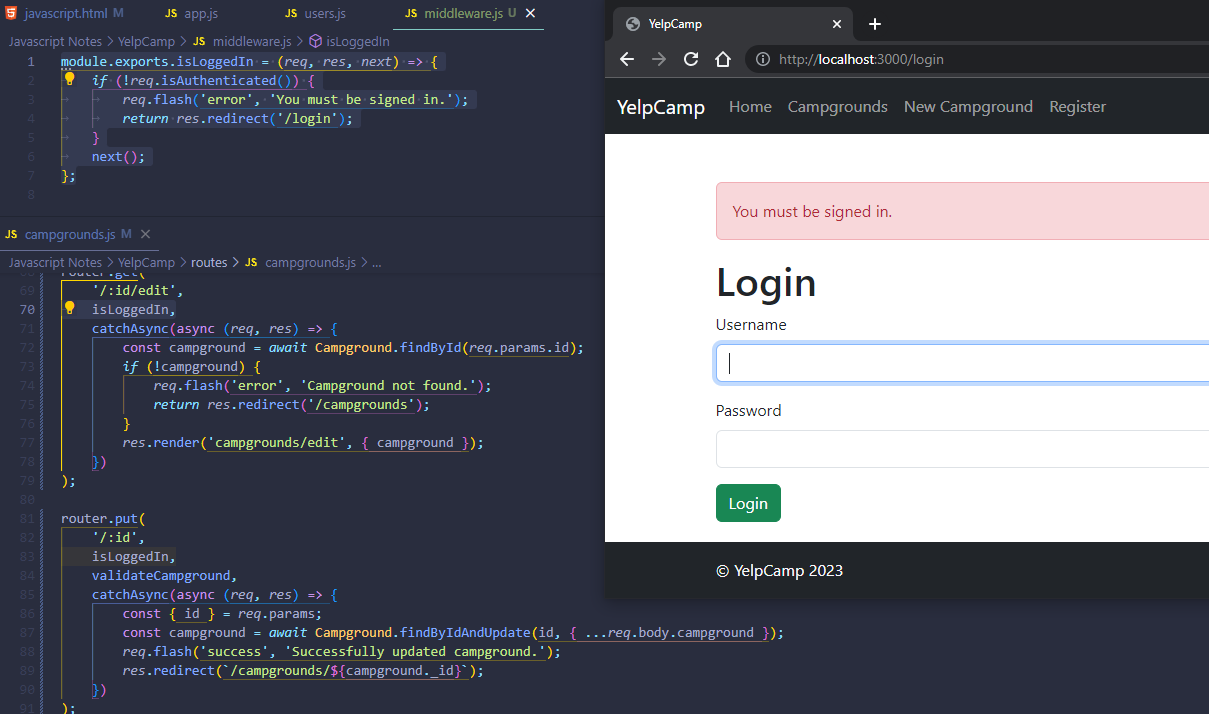 javascript.html M
JS app.js
JS users.js
JS middleware.js U
Javascript Notes > YelpCamp > JS middleware.js > isLoggedIn
1 module.exports.isLoggedIn = (req, res, next) => {
2 if (!req.isAuthenticated()) {
3 req.flash('error', 'You must be signed in.');
4 return res.redirect('/login');
5 }
6 next();
7 };
8
JS campgrounds.js M
Javascript Notes > YelpCamp > routes > JS campgrounds.js > ...
68 router.get(
69 '/:id/edit',
70 isLoggedIn,
71 catchAsync(async (req, res) => {
72 const campground = await Campground.findById(req.params.id);
73 if (!campground) {
74 req.flash('error', 'Campground not found.');
75 return res.redirect('/campgrounds');
76 }
77 res.render('campgrounds/edit', { campground });
78 })
79 );
80
81 router.put(
82 '/:id',
83 isLoggedIn,
84 validateCampground,
85 catchAsync(async (req, res) => {
86 const { id } = req.params;
87 const campground = await Campground.findByIdAndUpdate(id, { ...req.body.campground });
88 req.flash('success', 'Successfully updated campground.');
89 res.redirect(`/campgrounds/${campground._id}`);
90 })
91 );
YelpCamp
http://localhost:3000/login
YelpCamp Home Campgrounds New Campground Register
You must be signed in.
Login
Username
Password
Login
© YelpCamp 2023